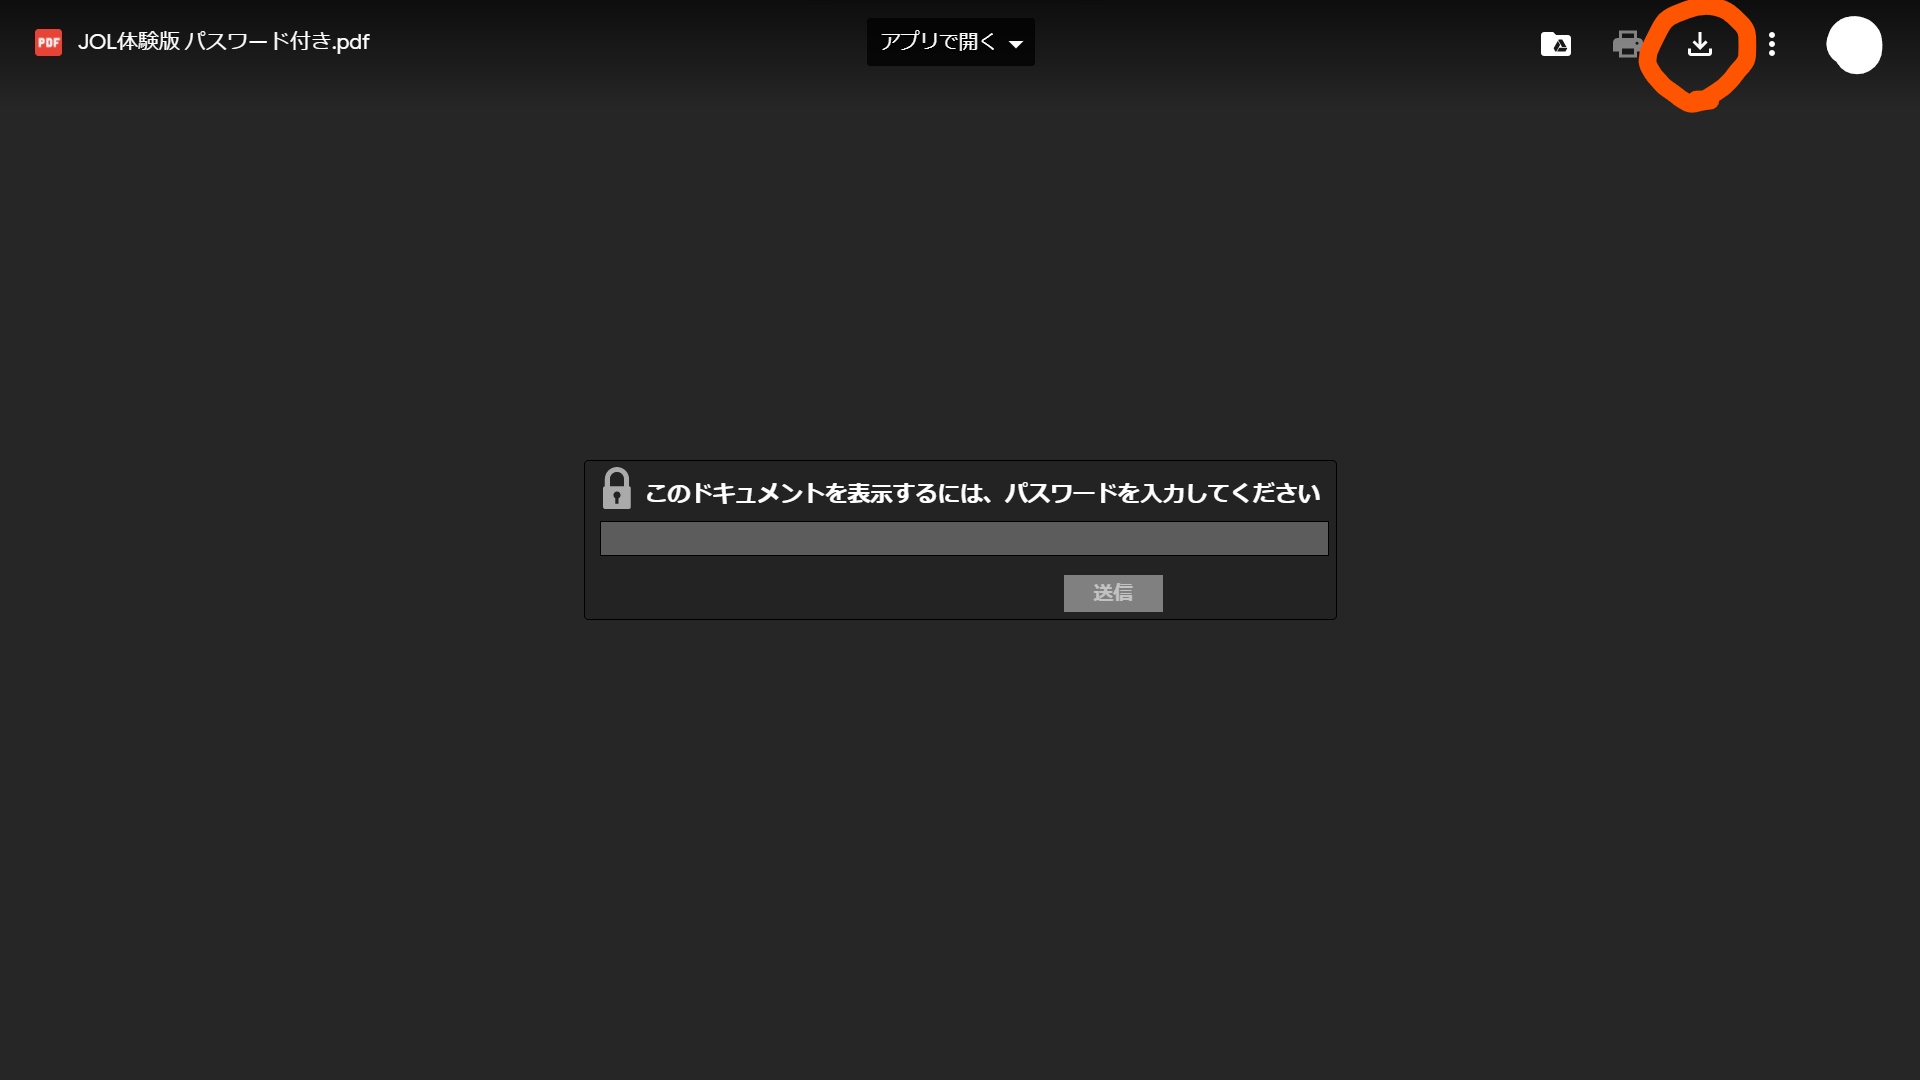 PDF JOL体験版 パスワード付き.pdf
アプリで開く
このドキュメントを表示するには、パスワードを入力してください
送信